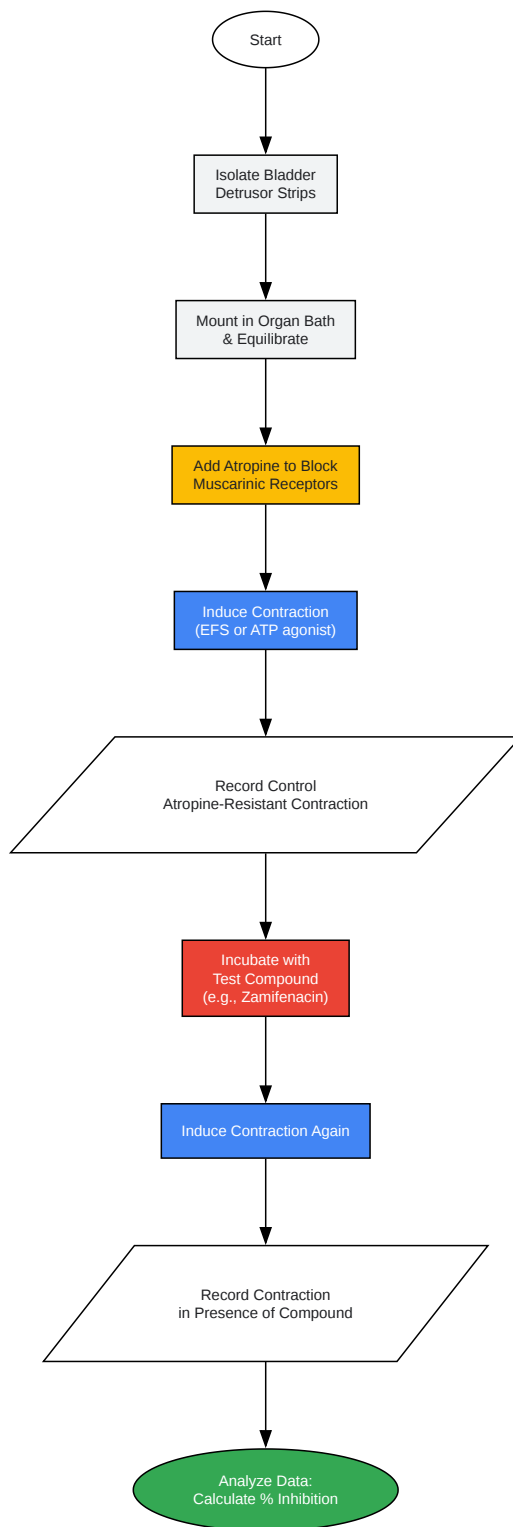 Start
Isolate Bladder
Detrusor Strips
Mount in Organ Bath
& Equilibrate
Add Atropine to Block
Muscarinic Receptors
Induce Contraction
(EFS or ATP agonist)
Record Control
Atropine-Resistant Contraction
Incubate with
Test Compound
(e.g., Zamifenacin)
Induce Contraction Again
Record Contraction
in Presence of Compound
Analyze Data:
Calculate % Inhibition